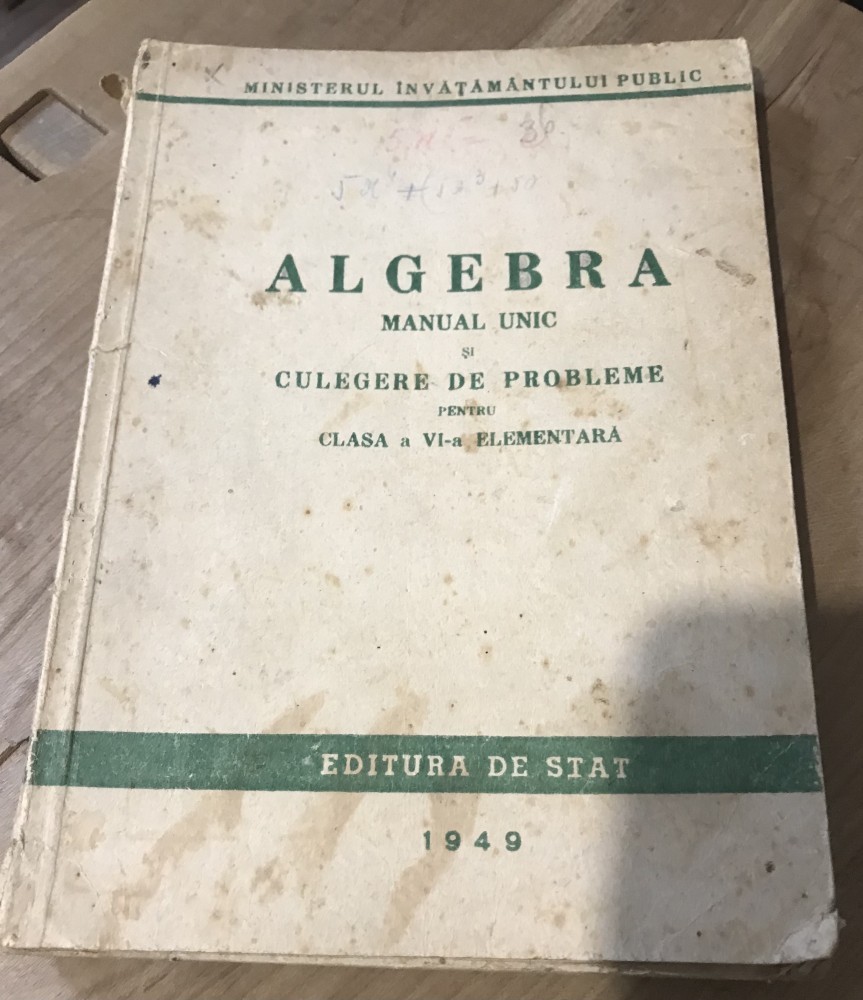 MINISTERUL ÎNVĂȚĂMÂNTULUI PUBLIC
ALGEBRA
MANUAL UNIC
ȘI
CULEGERE DE PROBLEME
PENTRU
CLASA a VI-a ELEMENTARĂ
EDITURA DE STAT
1949